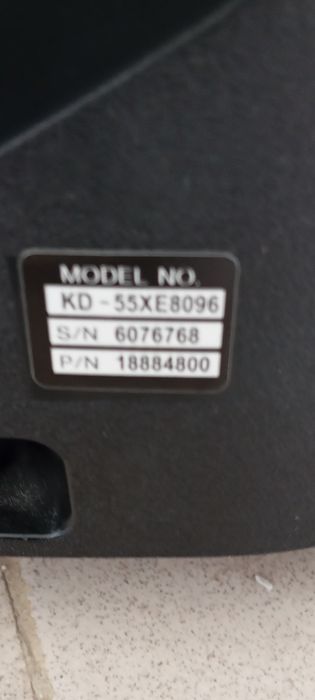 MODEL NO.
KD-55XE8096
S/N 6076768
P/N 18884800